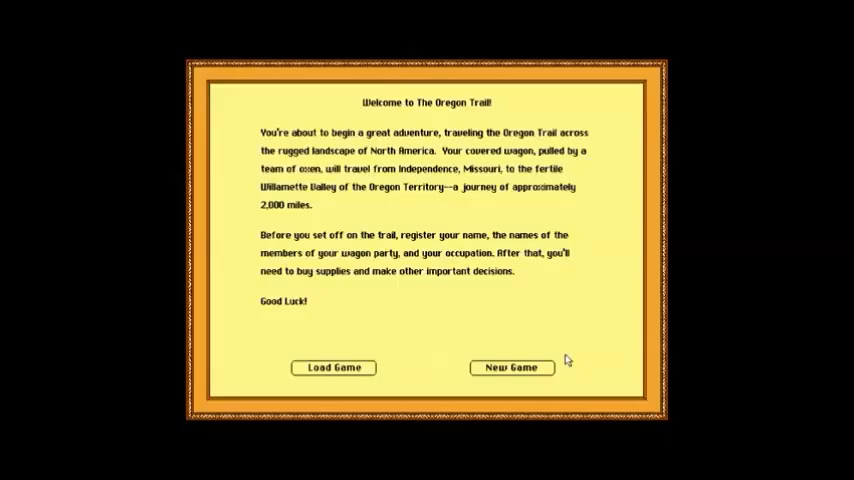 Welcome to The Oregon Trail!
You're about to begin a great adventure, traveling the Oregon Trail across
the rugged landscape of North America. Your covered wagon, pulled by a
team of oxen, will travel from Independence, Missouri, to the fertile
Willamette Valley of the Oregon Territory--a journey of approximately
2,000 miles.
Before you set off on the trail, register your name, the names of the
members of your wagon party, and your occupation. After that, you'll
need to buy supplies and make other important decisions.
Good Luck!
Load Game
New Game